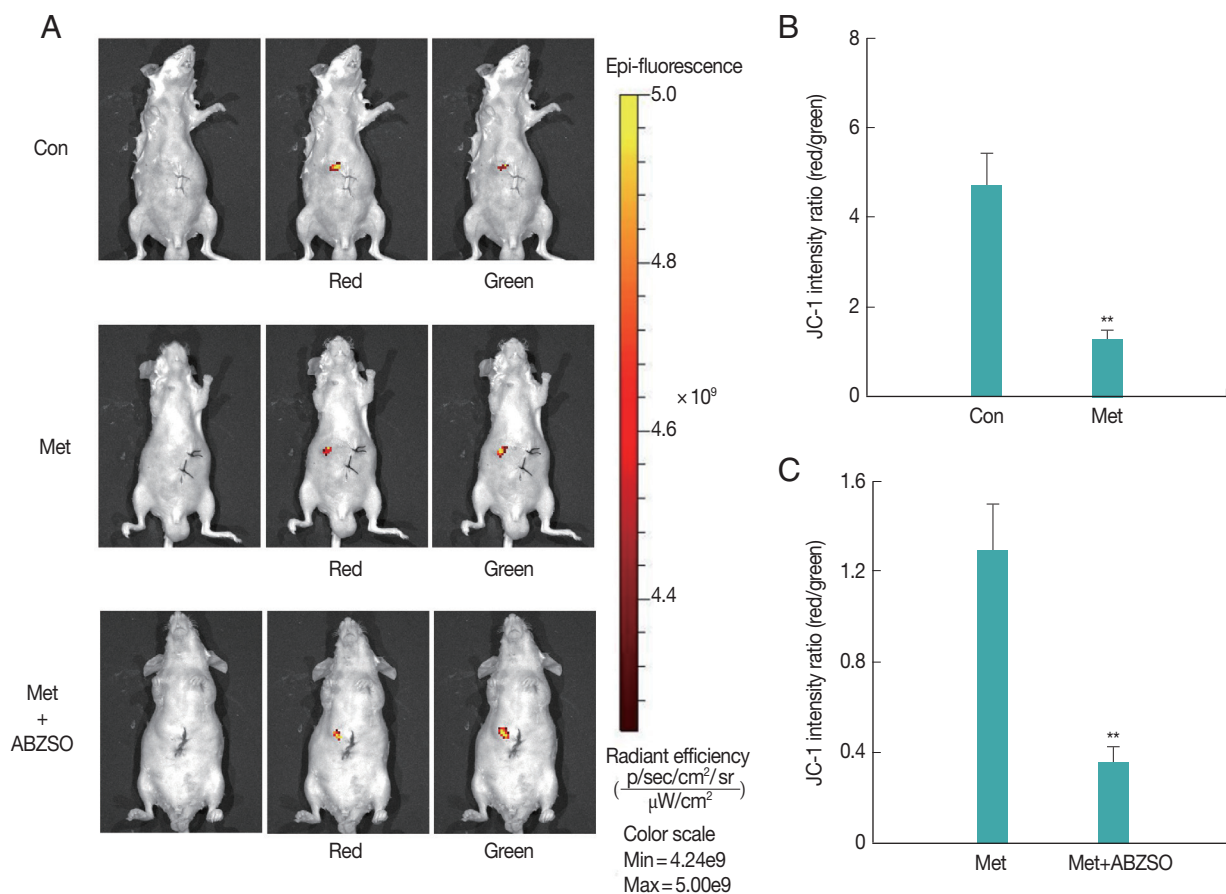 A
Con
Red
Green
Met
Red
Green
Met
+
ABZSO
Red
Green
Epi-fluorescence
5.0
4.8
× 10⁹
4.6
4.4
Radiant efficiency
(p/sec/cm²/sr
μW/cm²)
Color scale
Min=4.24e9
Max=5.00e9
B
JC-1 intensity ratio (red/green)
8
6
4
2
0
**
Con
Met
C
JC-1 intensity ratio (red/green)
1.6
1.2
0.8
0.4
0
**
Met
Met+ABZSO